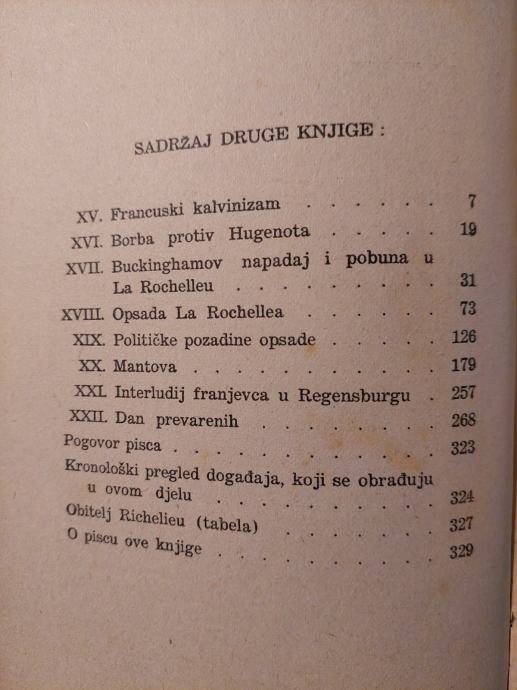 SADRŽAJ DRUGE KNJIGE :
XV. Francuski kalvinizam . . . . . . 7
XVI. Borba protiv Hugenota . . . . . 19
XVII. Buckinghamov napadaj i pobuna u
La Rochelleu . . . . . . . . . 31
XVIII. Opsada La Rochellea . . . . . . 73
XIX. Političke pozadine opsade . . . . . 126
XX. Mantova . . . . . . . . . . 179
XXI. Interludij franjevca u Regensburgu . 257
XXII. Dan prevarenih . . . . . . . 268
Pogovor pisca . . . . . . . . . . 323
Kronološki pregled događaja, koji se obrađuju
u ovom djelu . . . . . . . . . 324
Obitelj Richelieu (tabela) . . . . . . 327
O piscu ove knjige . . . . . . . . 329